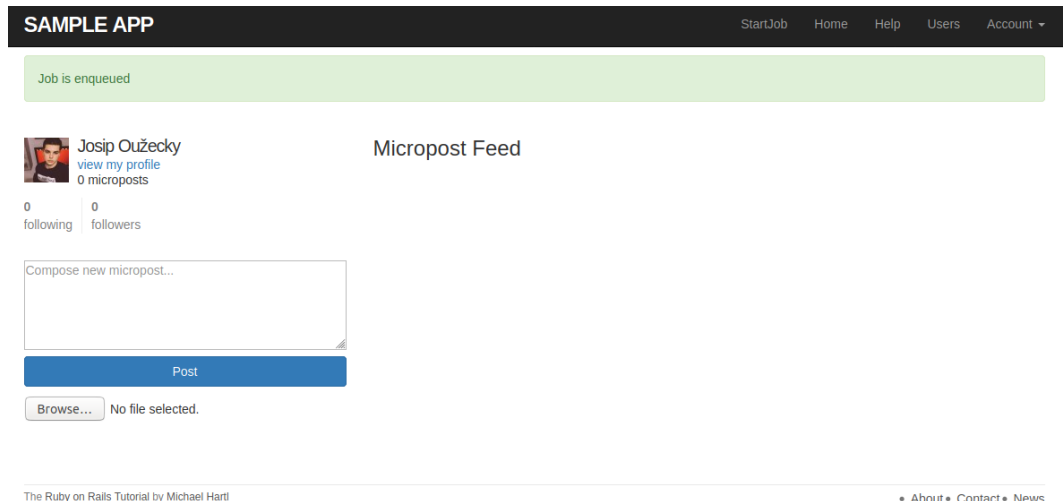 SAMPLE APP
StartJob Home Help Users Account
Job is enqueued
Josip Oužecky
view my profile
0 microposts
0 0
following followers
Compose new micropost...
Post
Browse... No file selected.
Micropost Feed
The Ruby on Rails Tutorial by Michael Hartl
• About • Contact • News